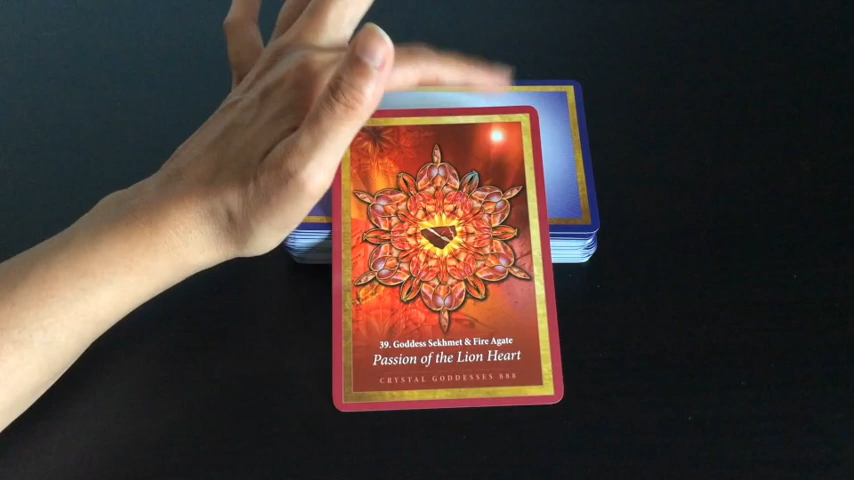 39. Goddess Sekhmet & Fire Agate
Passion of the Lion Heart
CRYSTAL GODDESSES 888